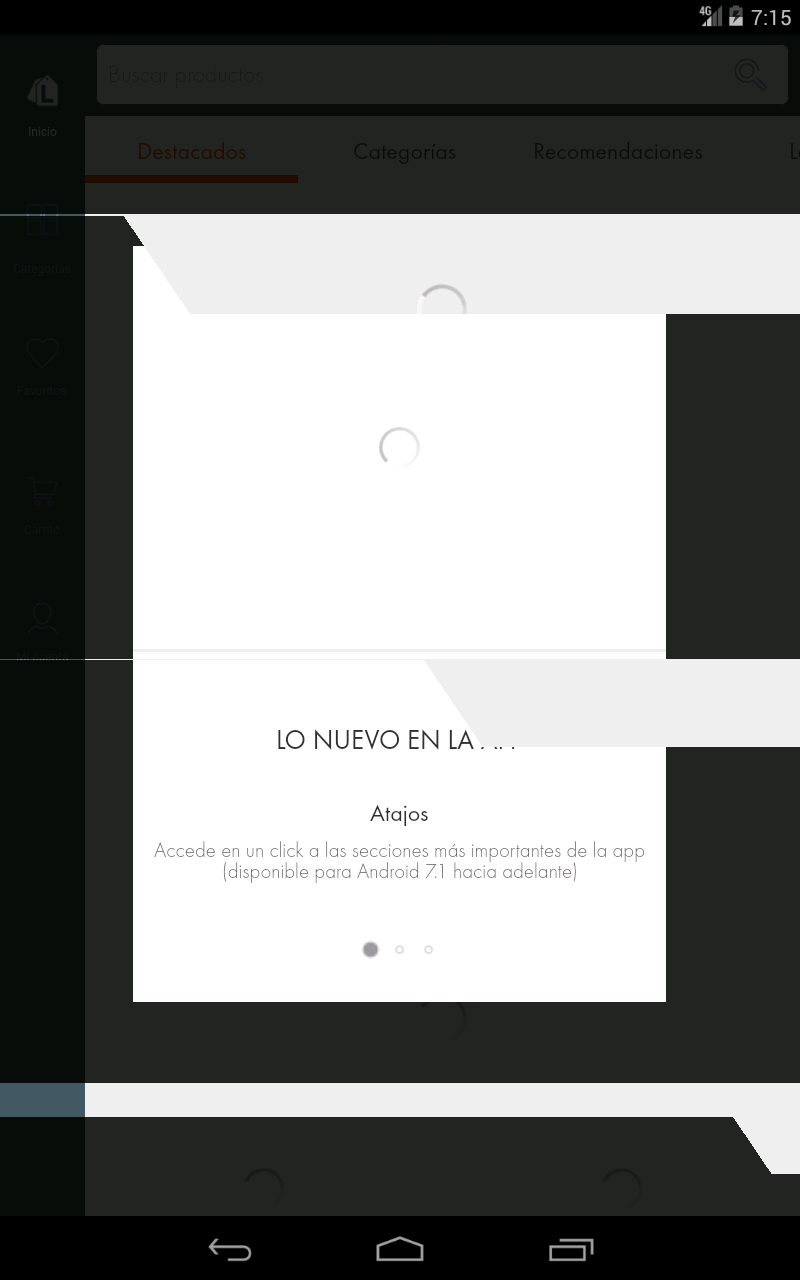 4G 7:15
Buscar productos
Inicio
Destacados Categorías Recomendaciones
Categorías
Favoritos
Carrito
Mi cuenta
LO NUEVO EN LA
Atajos
Accede en un click a las secciones más importantes de la app
(disponible para Android 7.1 hacia adelante)